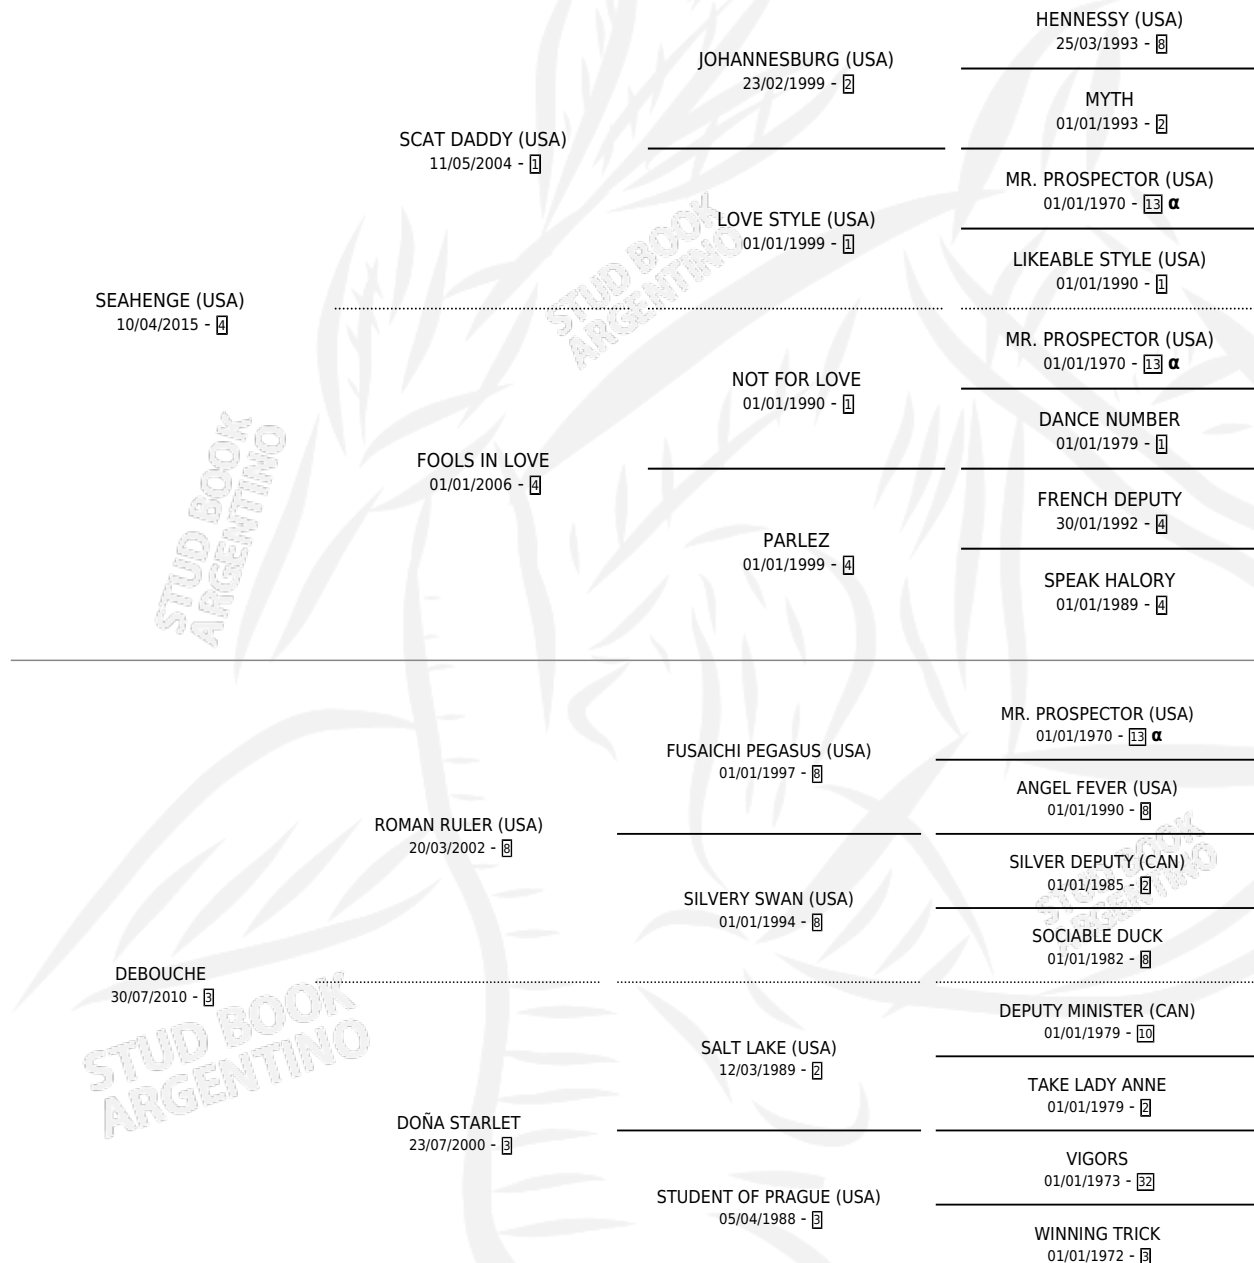 HENNESSY (USA)
25/03/1993 - 8
JOHANNESBURG (USA)
23/02/1999 - 2
MYTH
01/01/1993 - 2
SCAT DADDY (USA)
11/05/2004 - 1
MR. PROSPECTOR (USA)
01/01/1970 - 13 α
LOVE STYLE (USA)
01/01/1999 - 1
LIKEABLE STYLE (USA)
01/01/1990 - 1
SEAHENGE (USA)
10/04/2015 - 4
MR. PROSPECTOR (USA)
01/01/1970 - 13 α
NOT FOR LOVE
01/01/1990 - 1
DANCE NUMBER
01/01/1979 - 1
FOOLS IN LOVE
01/01/2006 - 4
FRENCH DEPUTY
30/01/1992 - 4
PARLEZ
01/01/1999 - 4
SPEAK HALORY
01/01/1989 - 4
MR. PROSPECTOR (USA)
01/01/1970 - 13 α
FUSAICHI PEGASUS (USA)
01/01/1997 - 8
ANGEL FEVER (USA)
01/01/1990 - 8
ROMAN RULER (USA)
20/03/2002 - 8
SILVER DEPUTY (CAN)
01/01/1985 - 2
SILVERY SWAN (USA)
01/01/1994 - 8
SOCIABLE DUCK
01/01/1982 - 8
DEBOUCHE
30/07/2010 - 3
DEPUTY MINISTER (CAN)
01/01/1979 - 10
SALT LAKE (USA)
12/03/1989 - 2
TAKE LADY ANNE
01/01/1979 - 2
DOÑA STARLET
23/07/2000 - 3
VIGORS
01/01/1973 - 32
STUDENT OF PRAGUE (USA)
05/04/1988 - 3
WINNING TRICK
01/01/1972 - 3
STUD BOOK
ARGENTINO
STUD BOOK
ARGENTINO
STUD BOOK
ARGENTINO
STUD BOOK
ARGENTINO